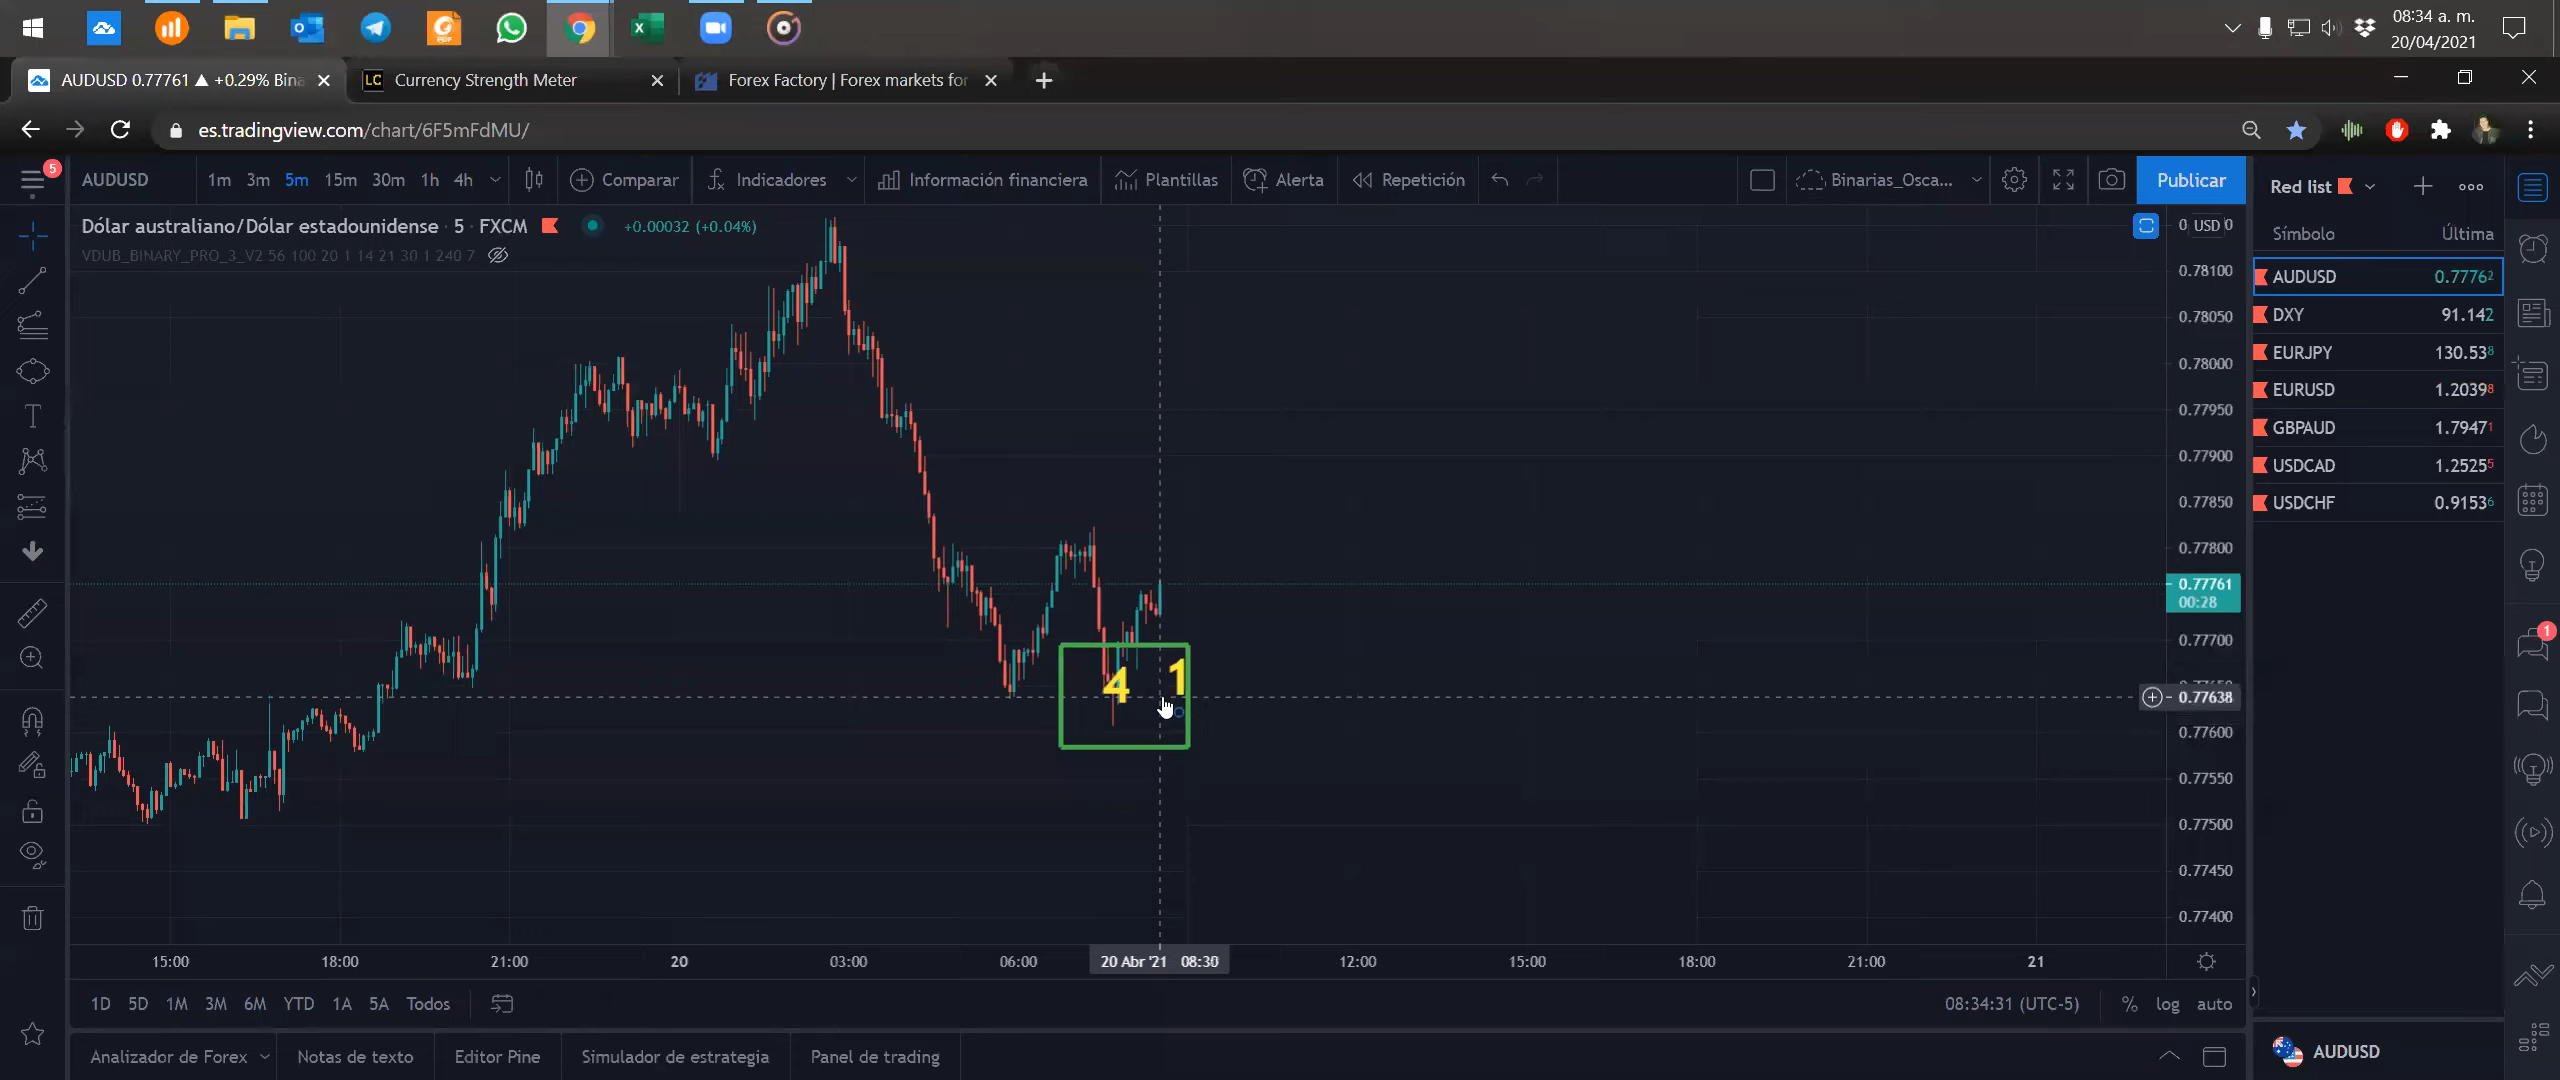 08:34 a. m.
20/04/2021
AUDUSD 0.77761 ▲ +0.29% Bina
LC Currency Strength Meter
Forex Factory | Forex markets for
es.tradingview.com/chart/6F5mFdMU/
5
AUDUSD 1m 3m 5m 15m 30m 1h 4h Comparar Indicadores Información financiera Plantillas Alerta Repetición Binarias_Osca... Publicar
Red list
Dólar australiano/Dólar estadounidense · 5 · FXCM +0.00032 (+0.04%)
VDUB_BINARY_PRO_3_V2 56 100 20 1 14 21 30 1 240 7
USD
Símbolo Última
AUDUSD 0.77762
DXY 91.142
EURJPY 130.538
EURUSD 1.20398
GBPAUD 1.79471
USDCAD 1.25255
USDCHF 0.91536
0.78100
0.78050
0.78000
0.77950
0.77900
0.77850
0.77800
0.77761
00:28
0.77700
0.77638
0.77600
0.77550
0.77500
0.77450
0.77400
4 1
1
15:00 18:00 21:00 20 03:00 06:00 20 Abr '21 08:30 12:00 15:00 18:00 21:00 21
1D 5D 1M 3M 6M YTD 1A 5A Todos 08:34:31 (UTC-5) % log auto
Analizador de Forex Notas de texto Editor Pine Simulador de estrategia Panel de trading
AUDUSD